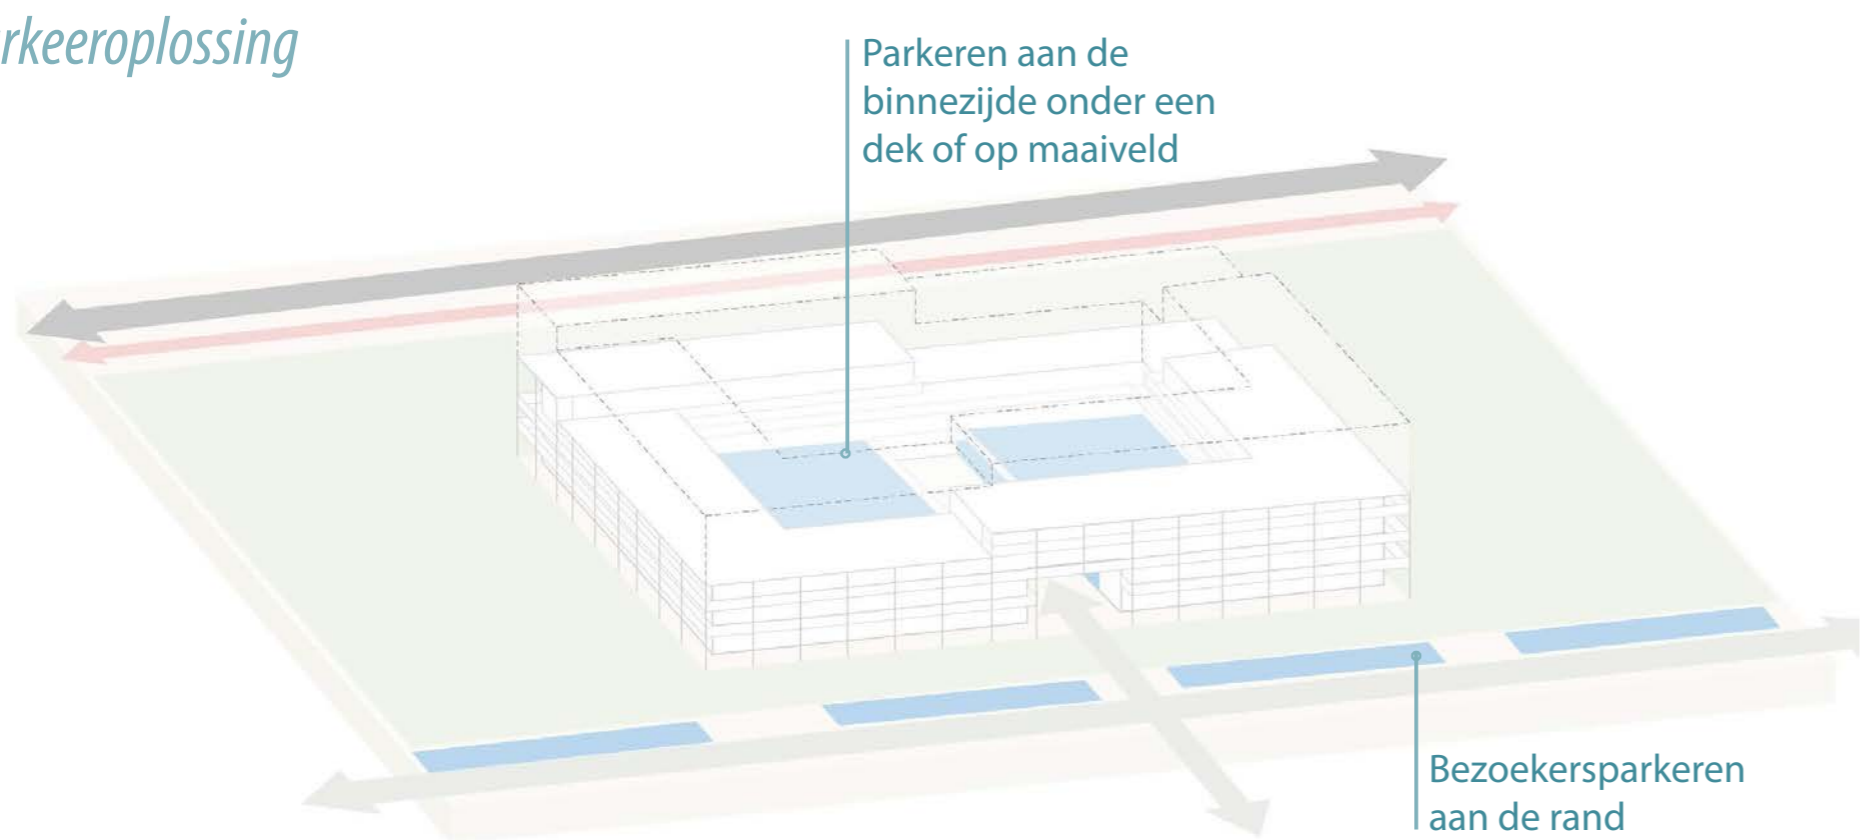 rkeeroplossing
Parkeren aan de
binnezijde onder een
dek of op maaiveld
Bezoekersparkeren
aan de rand